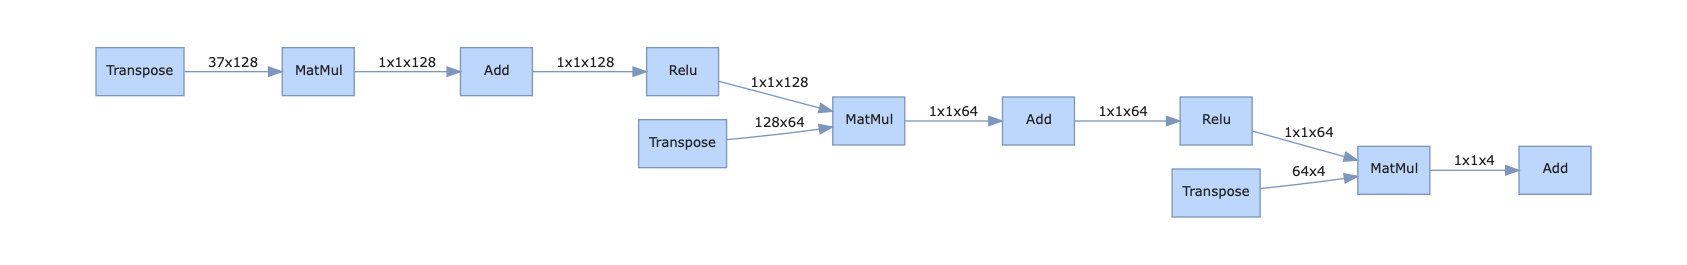 Transpose
37x128
MatMul
1x1x128
Add
1x1x128
Relu
1x1x128
Transpose
128x64
MatMul
1x1x64
Add
1x1x64
Relu
1x1x64
Transpose
64x4
MatMul
1x1x4
Add